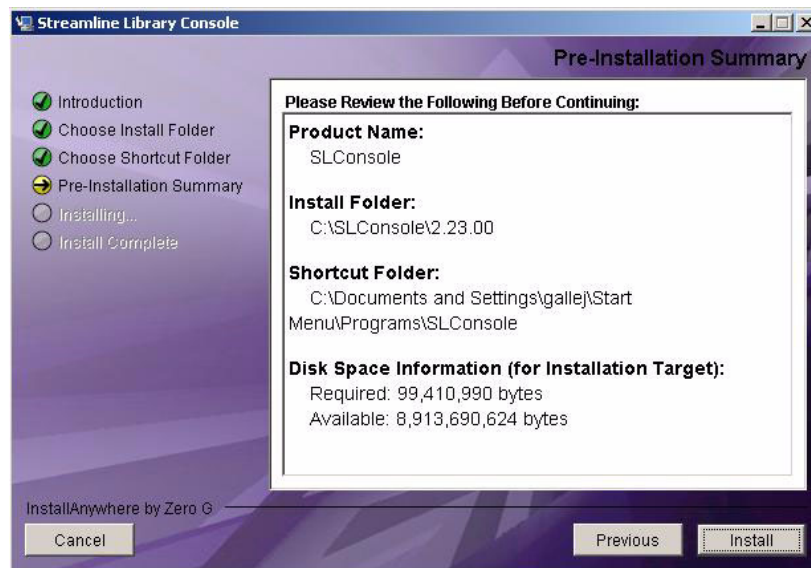 Streamline Library Console
Pre-Installation Summary
Introduction
Choose Install Folder
Choose Shortcut Folder
Pre-Installation Summary
Installing...
Install Complete
Please Review the Following Before Continuing:
Product Name:
SLConsole
Install Folder:
C:\SLConsole\2.23.00
Shortcut Folder:
C:\Documents and Settings\gallej\Start
Menu\Programs\SLConsole
Disk Space Information (for Installation Target):
Required: 99,410,990 bytes
Available: 8,913,690,624 bytes
InstallAnywhere by Zero G
Cancel
Previous
Install